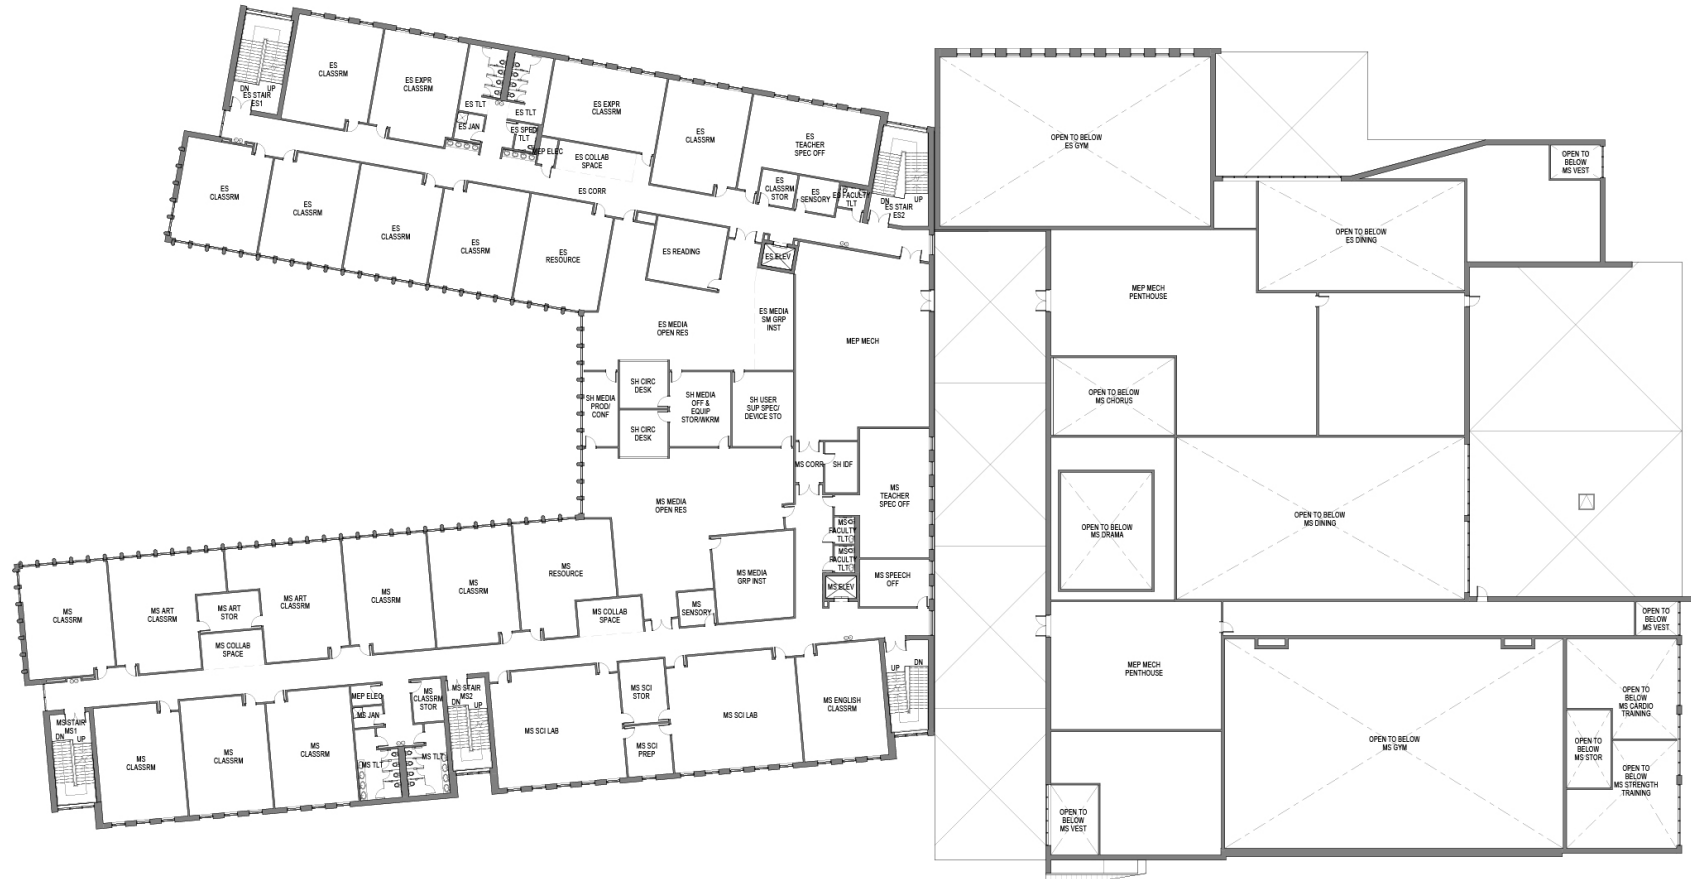 ES
CLASSRM
ES EXPR
CLASSRM
DN
UP
ES STAIR
ES1
ES TLT
ES TLT
ES JAN
ES SPED
TLT
MEP ELEC
ES EXPR
CLASSRM
ES COLLAB
SPACE
ES
CLASSRM
ES
TEACHER
SPEC OFF
ES
CLASSRM
STOR
ES
SENSORY
ES FACULTY
TLT
DN
UP
ES STAIR
ES2
ES CORR
ES
CLASSRM
ES
CLASSRM
ES
CLASSRM
ES
CLASSRM
ES
RESOURCE
ES READING
ES ELEV
ES MEDIA
OPEN RES
ES MEDIA
SM GRP
INST
MEP MECH
SH MEDIA
PROD/
CONF
SH CIRC
DESK
SH CIRC
DESK
SH MEDIA
OFF &
EQUIP
STOR/WKRM
SH USER
SUP SPEC/
DEVICE STO
MS CORR
SH IDF
MS
TEACHER
SPEC OFF
MS MEDIA
OPEN RES
MS
FACULTY
TLT
MS
FACULTY
TLT
MS ELEV
MS SPEECH
OFF
MS MEDIA
GRP INST
MS
SENSORY
MS
RESOURCE
MS COLLAB
SPACE
MS
CLASSRM
MS
CLASSRM
MS ART
CLASSRM
MS ART
STOR
MS COLLAB
SPACE
MS ART
CLASSRM
MS
CLASSRM
MS STAIR
MS1
DN
UP
MS
CLASSRM
MS
CLASSRM
MS
CLASSRM
MEP ELEC
MS JAN
MS TLT
MS TLT
MS
CLASSRM
STOR
MS STAIR
MS2
DN
UP
MS SCI LAB
MS SCI
STOR
MS SCI
PREP
MS SCI LAB
MS ENGLISH
CLASSRM
UP
DN
OPEN TO BELOW
ES GYM
OPEN TO
BELOW
MS VEST
OPEN TO BELOW
ES DINING
MEP MECH
PENTHOUSE
OPEN TO BELOW
MS CHORUS
OPEN TO BELOW
MS DRAMA
OPEN TO BELOW
MS DINING
OPEN TO
BELOW
MS VEST
MEP MECH
PENTHOUSE
OPEN TO BELOW
MS GYM
OPEN TO
BELOW
MS CARDIO
TRAINING
OPEN TO
BELOW
MS STOR
OPEN TO
BELOW
MS STRENGTH
TRAINING
OPEN TO
BELOW
MS VEST